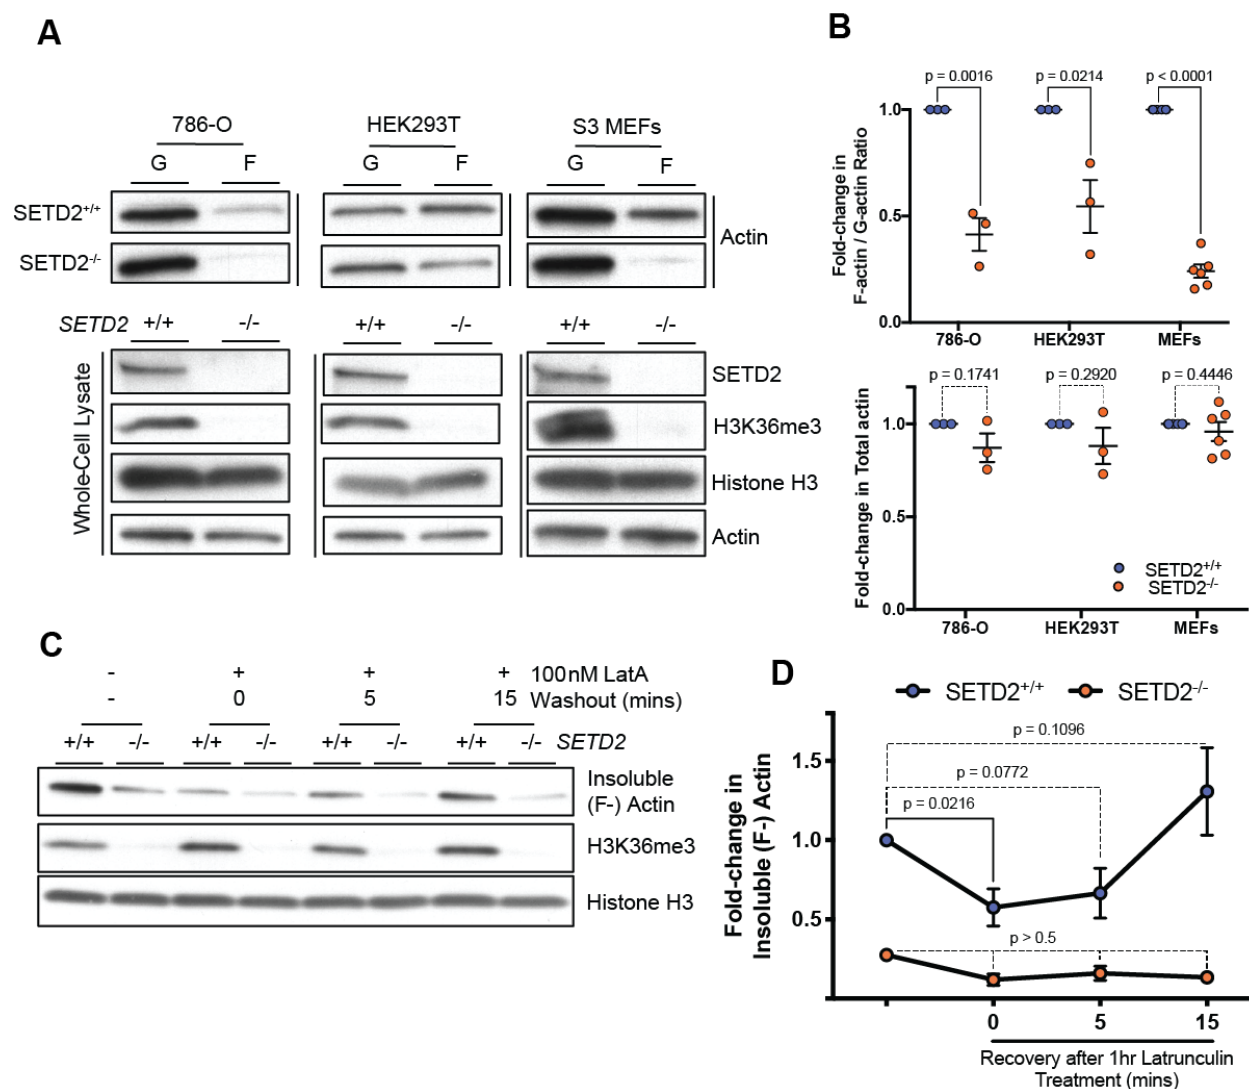 A
786-O
HEK293T
S3 MEFs
G F G F G F
SETD2+/+
SETD2-/-
Actin
SETD2 +/+ -/- +/+ -/- +/+ -/-
Whole-Cell Lysate
SETD2
H3K36me3
Histone H3
Actin
B
p = 0.0016 p = 0.0214 p < 0.0001
Fold-change in
F-actin / G-actin Ratio
1.0
0.5
0.0
786-O HEK293T MEFs
p = 0.1741 p = 0.2920 p = 0.4446
Fold-change in Total actin
1.0
0.5
0.0
SETD2+/+
SETD2-/-
786-O HEK293T MEFs
C
- + + + 100nM LatA
- 0 5 15 Washout (mins)
+/+ -/- +/+ -/- +/+ -/- +/+ -/- SETD2
Insoluble
(F-) Actin
H3K36me3
Histone H3
D
SETD2+/+ SETD2-/-
p = 0.1096
p = 0.0772
p = 0.0216
p > 0.5
Fold-change in
Insoluble (F-) Actin
1.5
1.0
0.5
0 5 15
Recovery after 1hr Latrunculin
Treatment (mins)